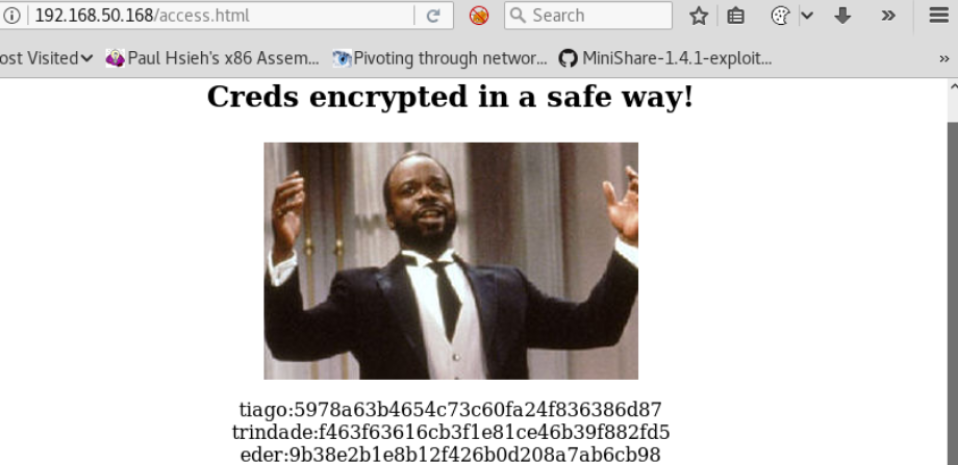 192.168.50.168/access.html
Search
ost Visited
Paul Hsieh's x86 Assem...
Pivoting through networ...
MiniShare-1.4.1-exploit...
Creds encrypted in a safe way!
tiago:5978a63b4654c73c60fa24f836386d87
trindade:f463f63616cb3f1e81ce46b39f882fd5
eder:9b38e2b1e8b12f426b0d208a7ab6cb98